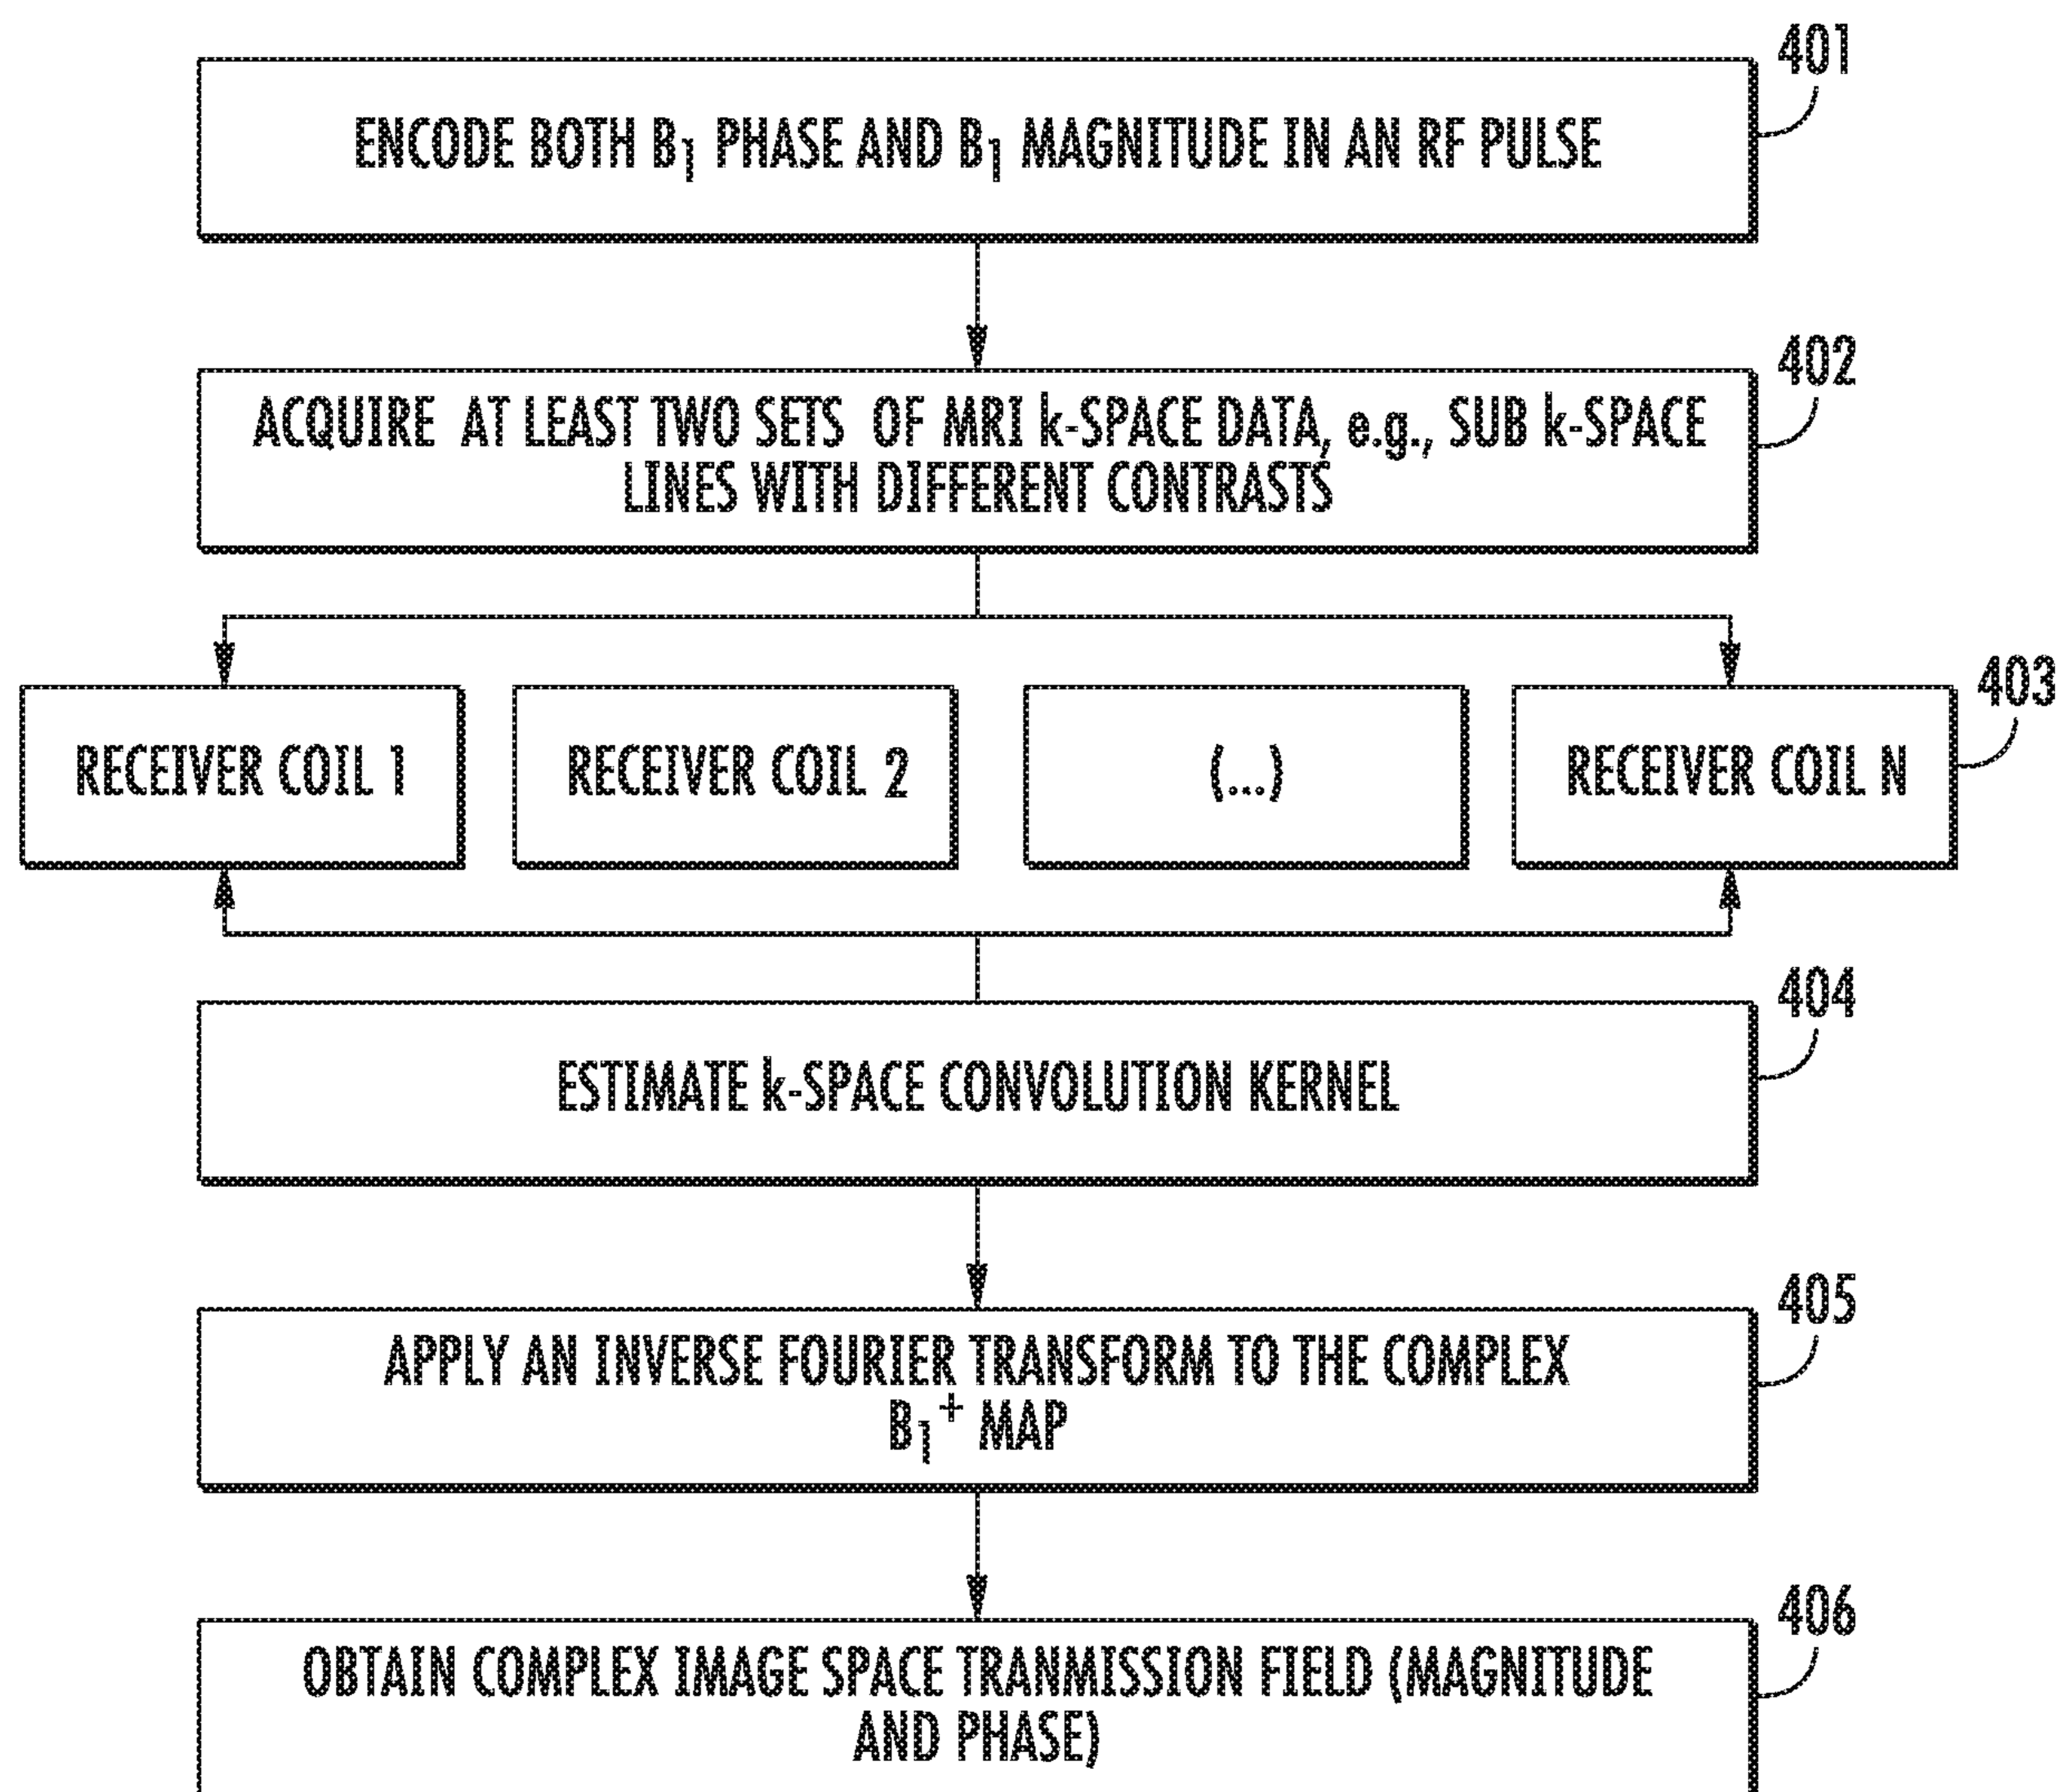 401
ENCODE BOTH B1 PHASE AND B1 MAGNITUDE IN AN RF PULSE
402
ACQUIRE AT LEAST TWO SETS OF MRI k-SPACE DATA, e.g., SUB k-SPACE
LINES WITH DIFFERENT CONTRASTS
403
RECEIVER COIL 1
RECEIVER COIL 2
(...)
RECEIVER COIL N
404
ESTIMATE k-SPACE CONVOLUTION KERNEL
405
APPLY AN INVERSE FOURIER TRANSFORM TO THE COMPLEX
B1+ MAP
406
OBTAIN COMPLEX IMAGE SPACE TRANMISSION FIELD (MAGNITUDE
AND PHASE)